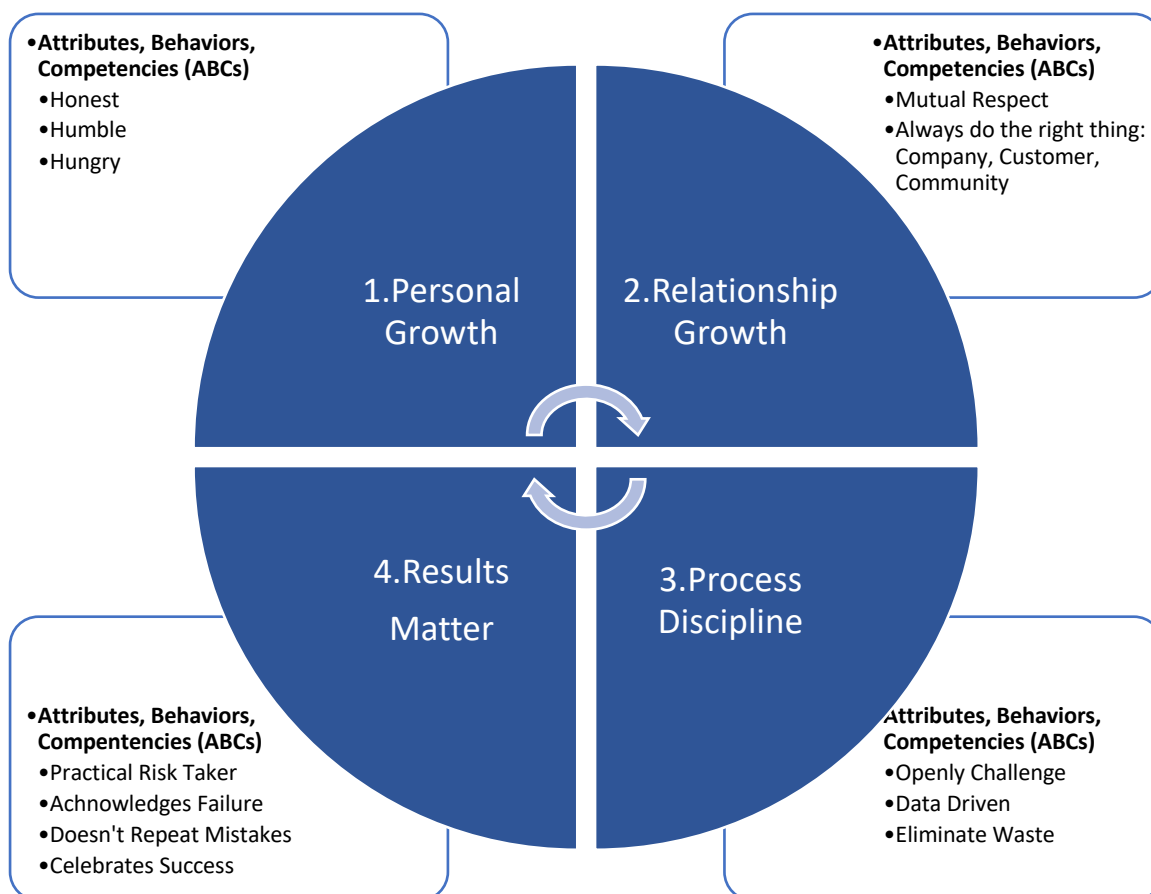 •Attributes, Behaviors,
Competencies (ABCs)
•Honest
•Humble
•Hungry
•Attributes, Behaviors,
Competencies (ABCs)
•Mutual Respect
•Always do the right thing:
Company, Customer,
Community
1.Personal
Growth
2.Relationship
Growth
4.Results
Matter
3.Process
Discipline
•Attributes, Behaviors,
Compentencies (ABCs)
•Practical Risk Taker
•Achnowledges Failure
•Doesn't Repeat Mistakes
•Celebrates Success
Attributes, Behaviors,
Competencies (ABCs)
•Openly Challenge
•Data Driven
•Eliminate Waste